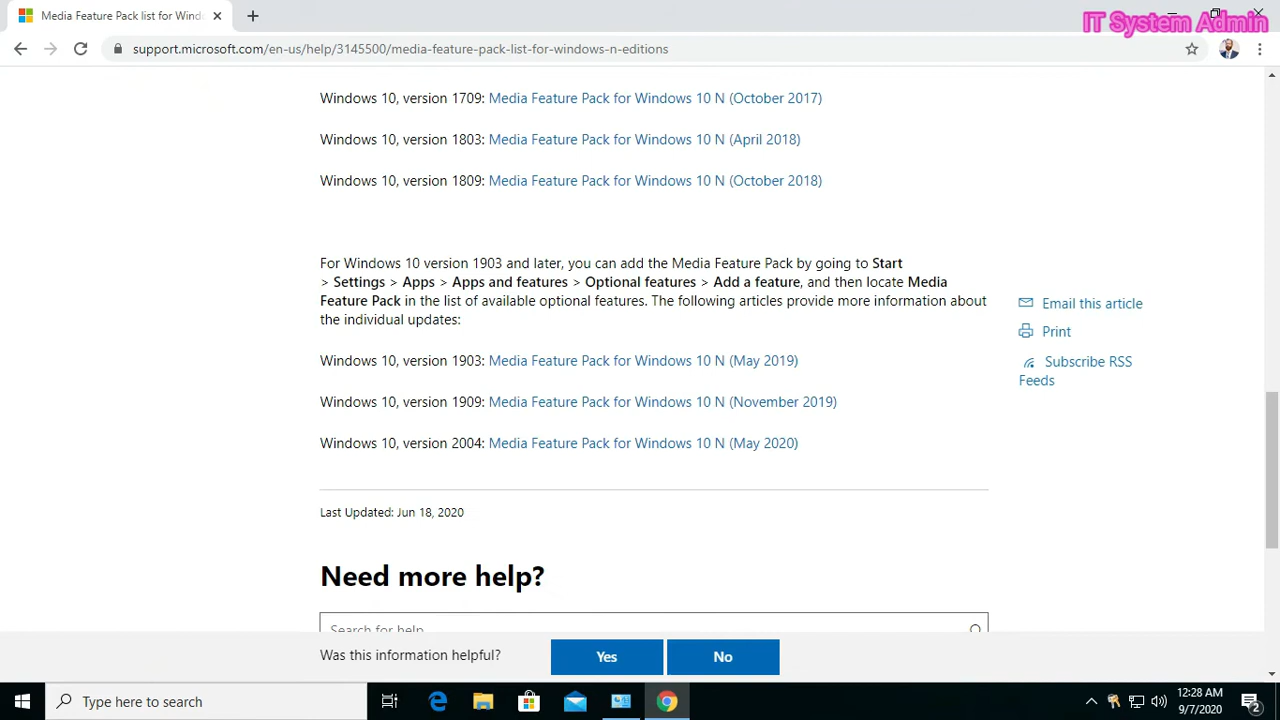 Media Feature Pack list for Wind
IT System Admin
support.microsoft.com/en-us/help/3145500/media-feature-pack-list-for-windows-n-editions
Windows 10, version 1709: Media Feature Pack for Windows 10 N (October 2017)
Windows 10, version 1803: Media Feature Pack for Windows 10 N (April 2018)
Windows 10, version 1809: Media Feature Pack for Windows 10 N (October 2018)
For Windows 10 version 1903 and later, you can add the Media Feature Pack by going to Start
> Settings > Apps > Apps and features > Optional features > Add a feature, and then locate Media
Feature Pack in the list of available optional features. The following articles provide more information about
the individual updates:
Windows 10, version 1903: Media Feature Pack for Windows 10 N (May 2019)
Windows 10, version 1909: Media Feature Pack for Windows 10 N (November 2019)
Windows 10, version 2004: Media Feature Pack for Windows 10 N (May 2020)
Email this article
Print
Subscribe RSS
Feeds
Last Updated: Jun 18, 2020
Need more help?
Search for help
Was this information helpful?
Yes
No
Type here to search
12:28 AM
9/7/2020
2